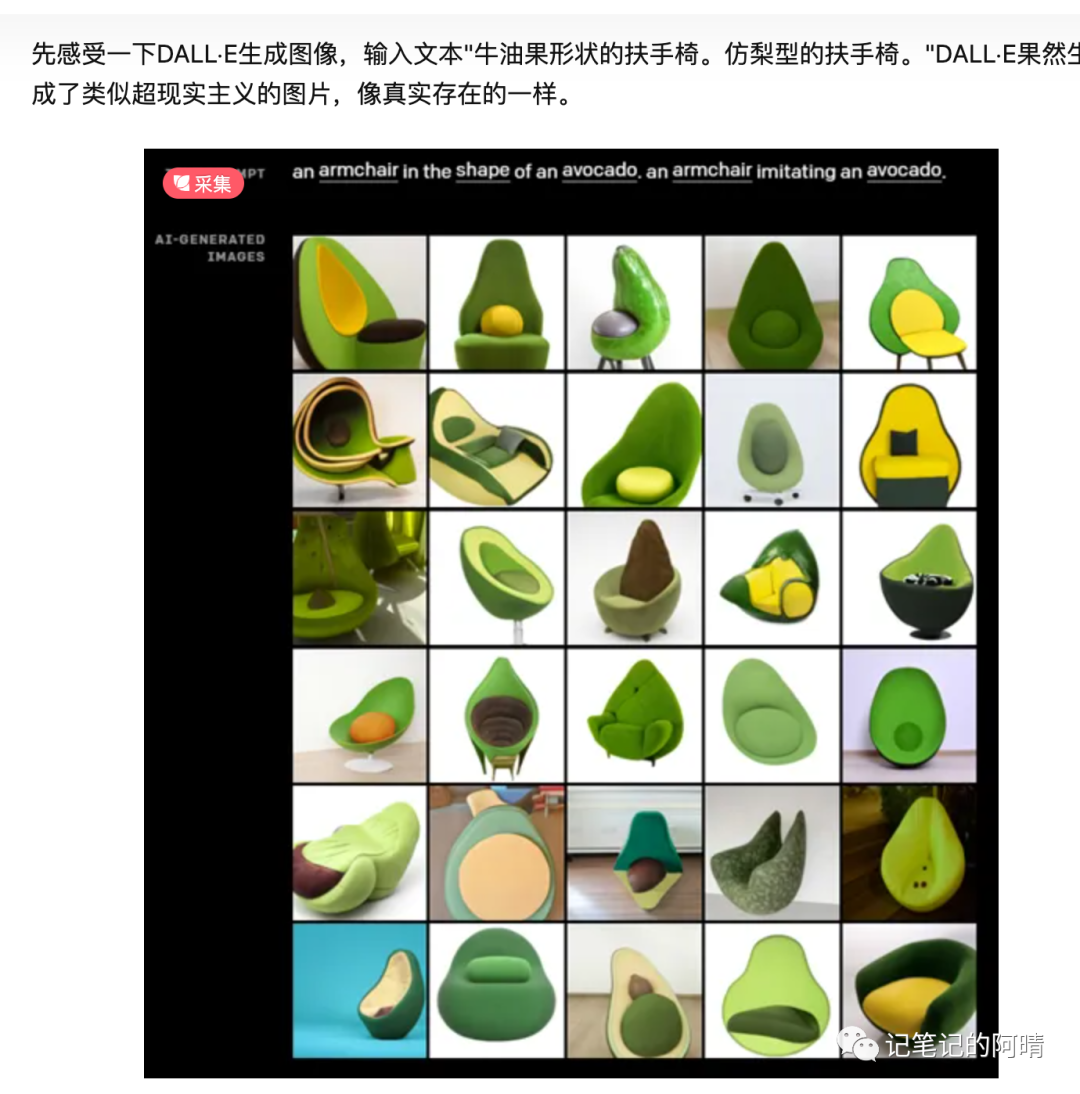 先感受一下DALL·E生成图像，输入文本"牛油果形状的扶手椅。仿梨型的扶手椅。"DALL·E果然生
成了类似超现实主义的图片，像真实存在的一样。
采集
an armchair in the shape of an avocado. an armchair imitating an avocado.
AI-GENERATED
IMAGES
记笔记的阿晴